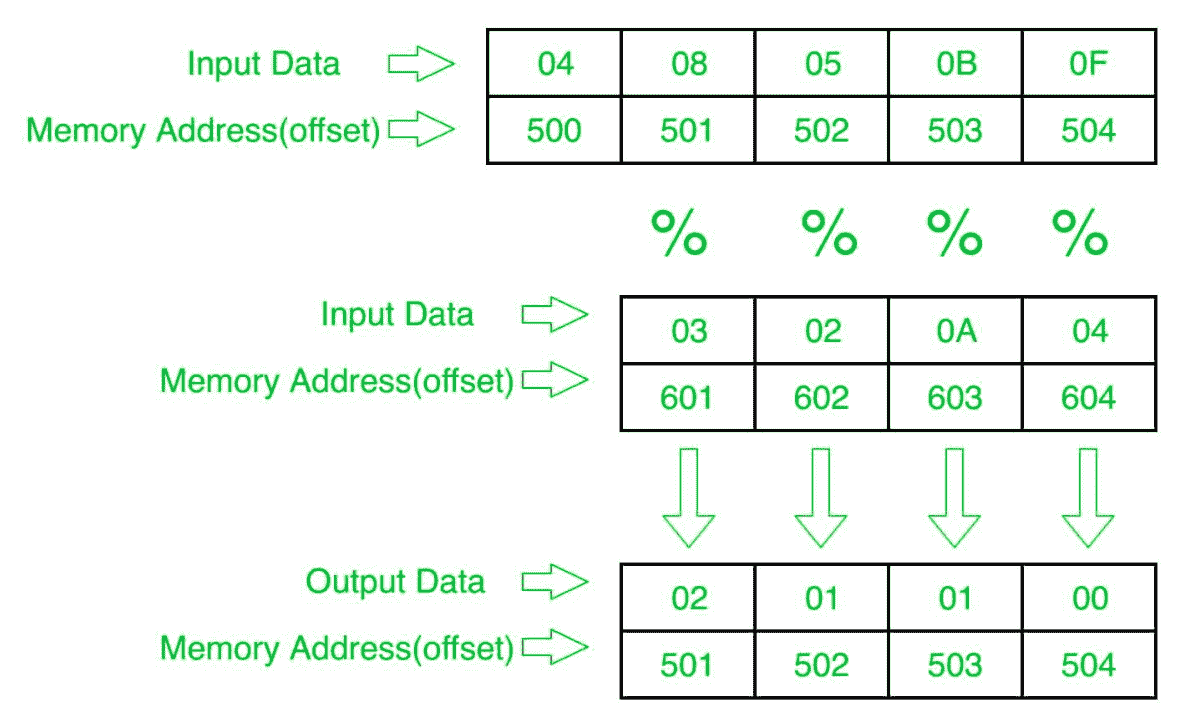 Input Data 04 08 05 0B 0F
Memory Address(offset) 500 501 502 503 504
% % % %
Input Data 03 02 0A 04
Memory Address(offset) 601 602 603 604
Output Data 02 01 01 00
Memory Address(offset) 501 502 503 504